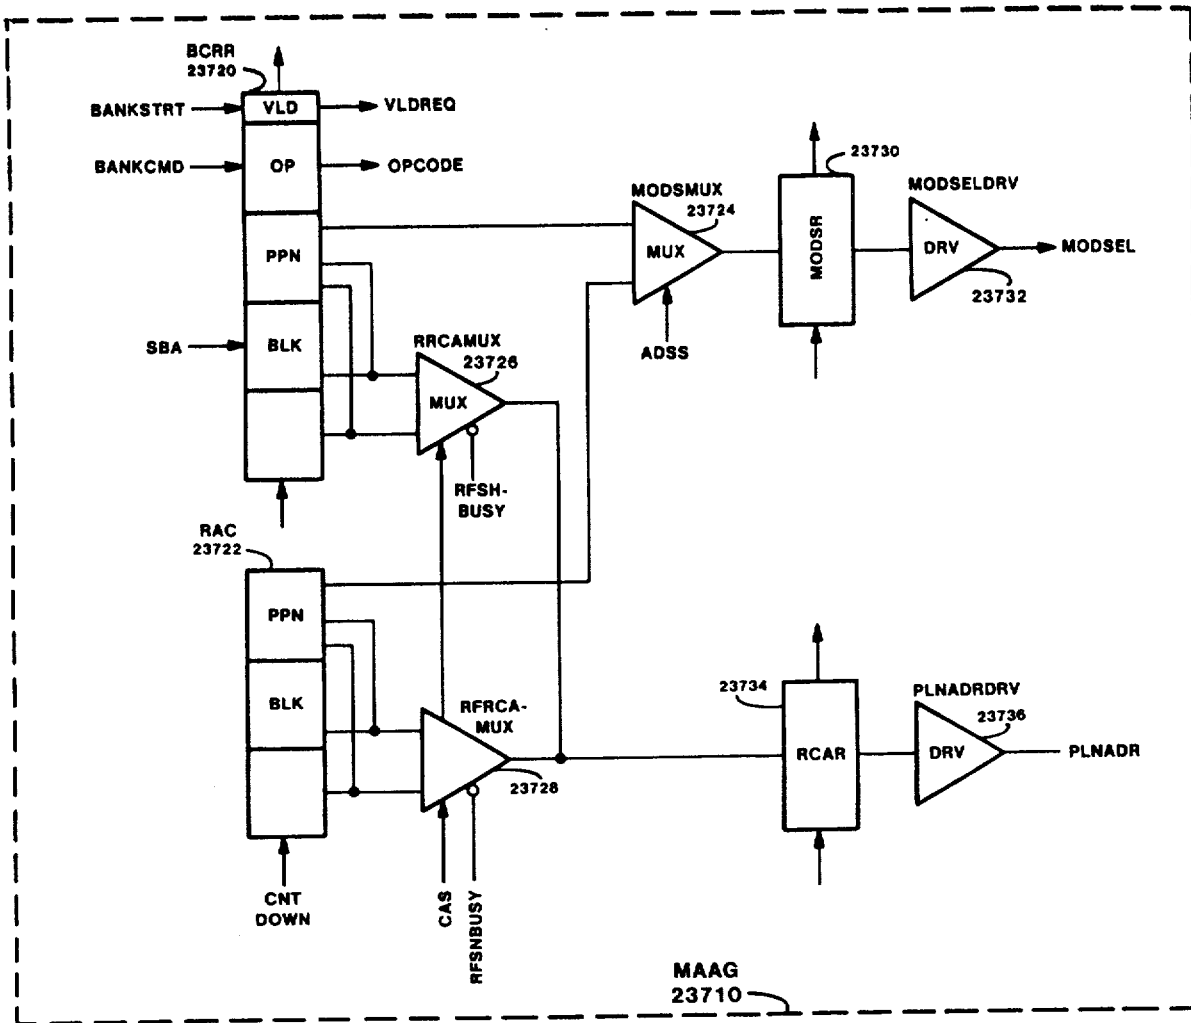 BCRR
23720
BANKSTRT
VLD
VLDREQ
BANKCMD
OP
OPCODE
PPN
SBA
BLK
RRCAMUX
23726
MUX
RFSH-
BUSY
MODSMUX
23724
MUX
ADSS
23730
MODSR
MODSELDRV
DRV
MODSEL
23732
RAC
23722
PPN
BLK
CNT
DOWN
RFRCA-
MUX
23728
CAS
RFSNBUSY
23734
RCAR
PLNADRDRV
23736
DRV
PLNADR
MAAG
23710